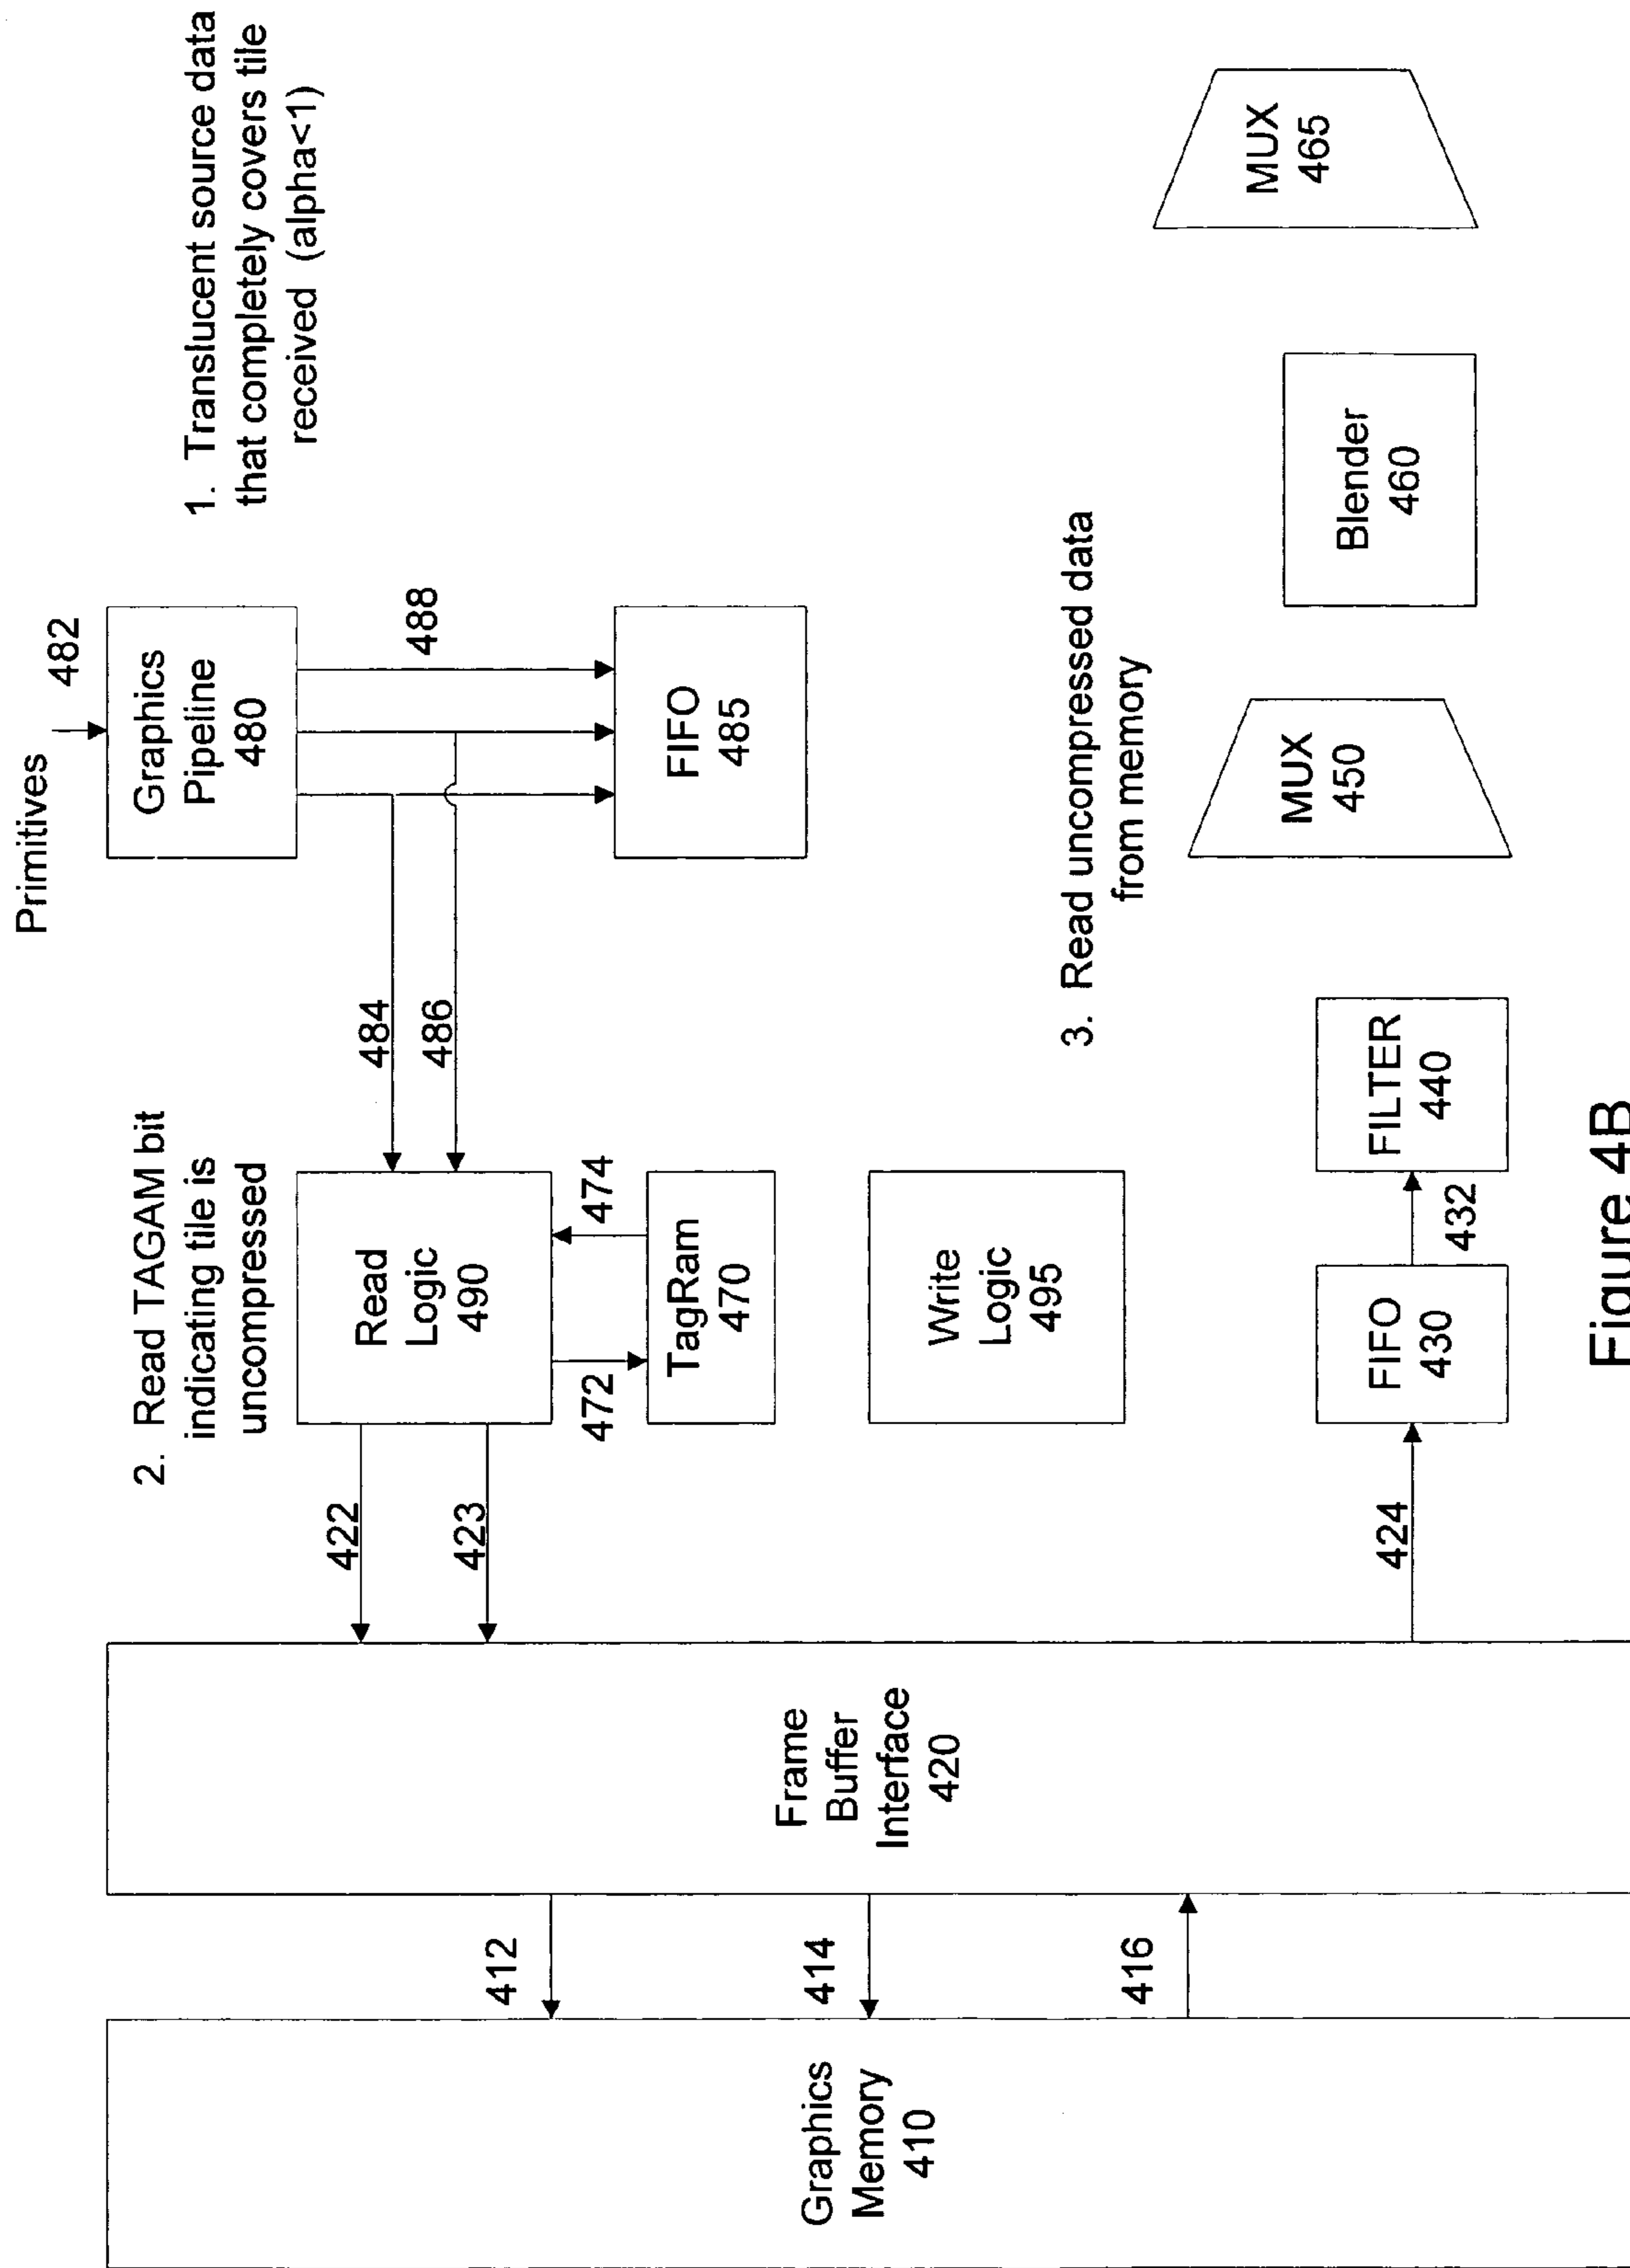 Primitives
482
Graphics
Pipeline
480
488
1. Translucent source data
that completely covers tile
received (alpha<1)
2. Read TAGAM bit
indicating tile is
uncompressed
484
486
FIFO
485
422
423
Read
Logic
490
472
474
TagRam
470
Write
Logic
495
3. Read uncompressed data
from memory
Graphics
Memory
410
412
414
416
Frame
Buffer
Interface
420
424
FIFO
430
432
FILTER
440
MUX
450
Blender
460
MUX
465
Figure 4B